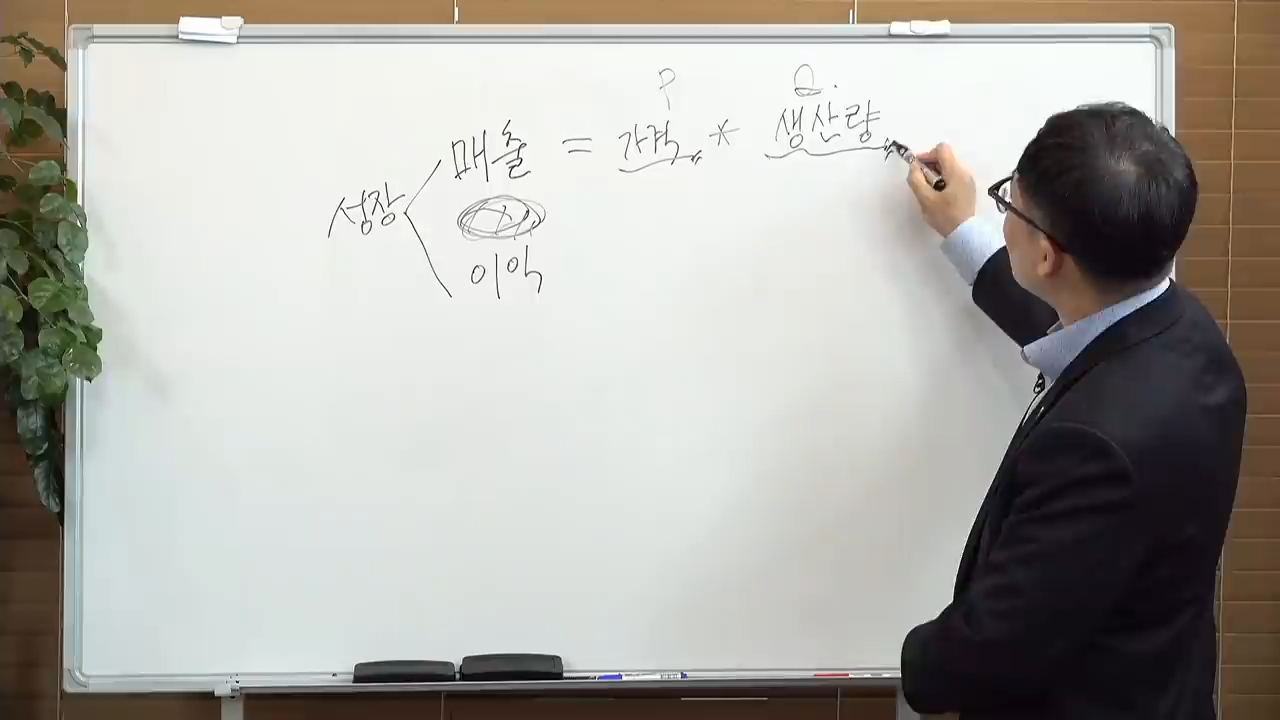 P Q.
매출 = 가격 * 생산량
성장
이익